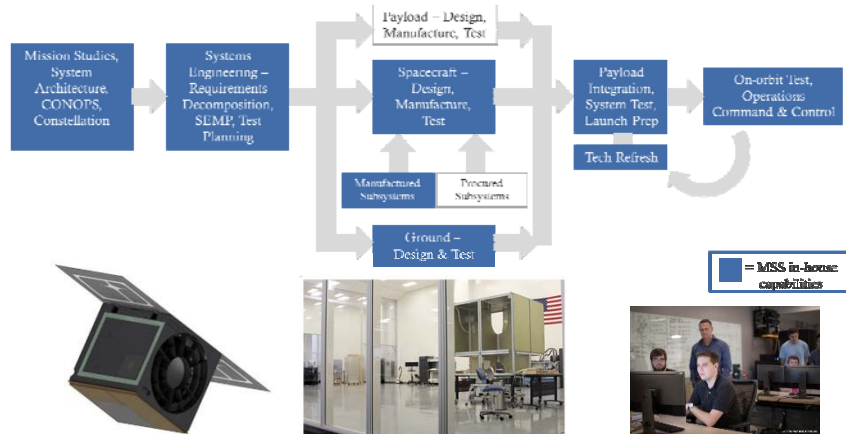 Payload – Design,
Manufacture, Test
Mission Studies,
System
Architecture,
CONOPS,
Constellation
Systems
Engineering –
Requirements
Decomposition,
SEMP, Test
Planning
Spacecraft –
Design,
Manufacture,
Test
Payload
Integration,
System Test,
Launch Prep
On-orbit Test,
Operations
Command & Control
Tech Refresh
Manufactured
Subsystems
Procured
Subsystems
Ground –
Design & Test
= MSS in-house
capabilities